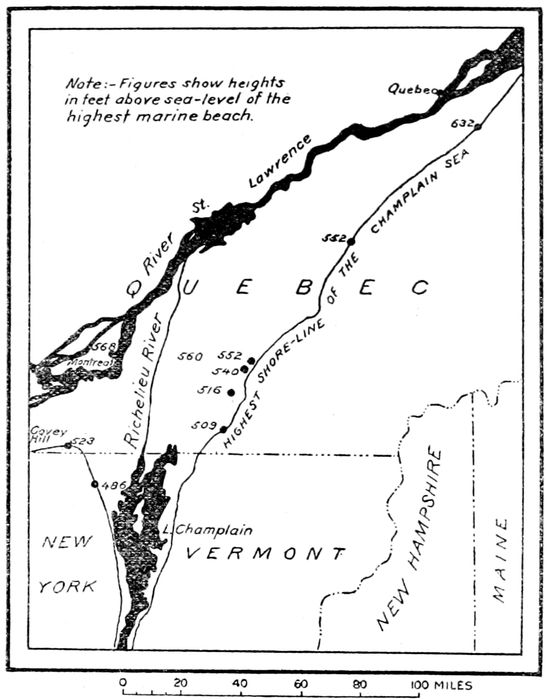 Note:- Figures show heights
in feet above sea-level of the
highest marine beach.
Quebec
632
St. Lawrence River
552
HIGHEST SHORE-LINE OF THE CHAMPLAIN SEA
QUEBEC
568
Montreal
Richelieu River
560
552
540
516
509
Covey
Hill
523
486
L. Champlain
NEW
YORK
VERMONT
NEW HAMPSHIRE
MAINE
0 20 40 60 80 100 MILES